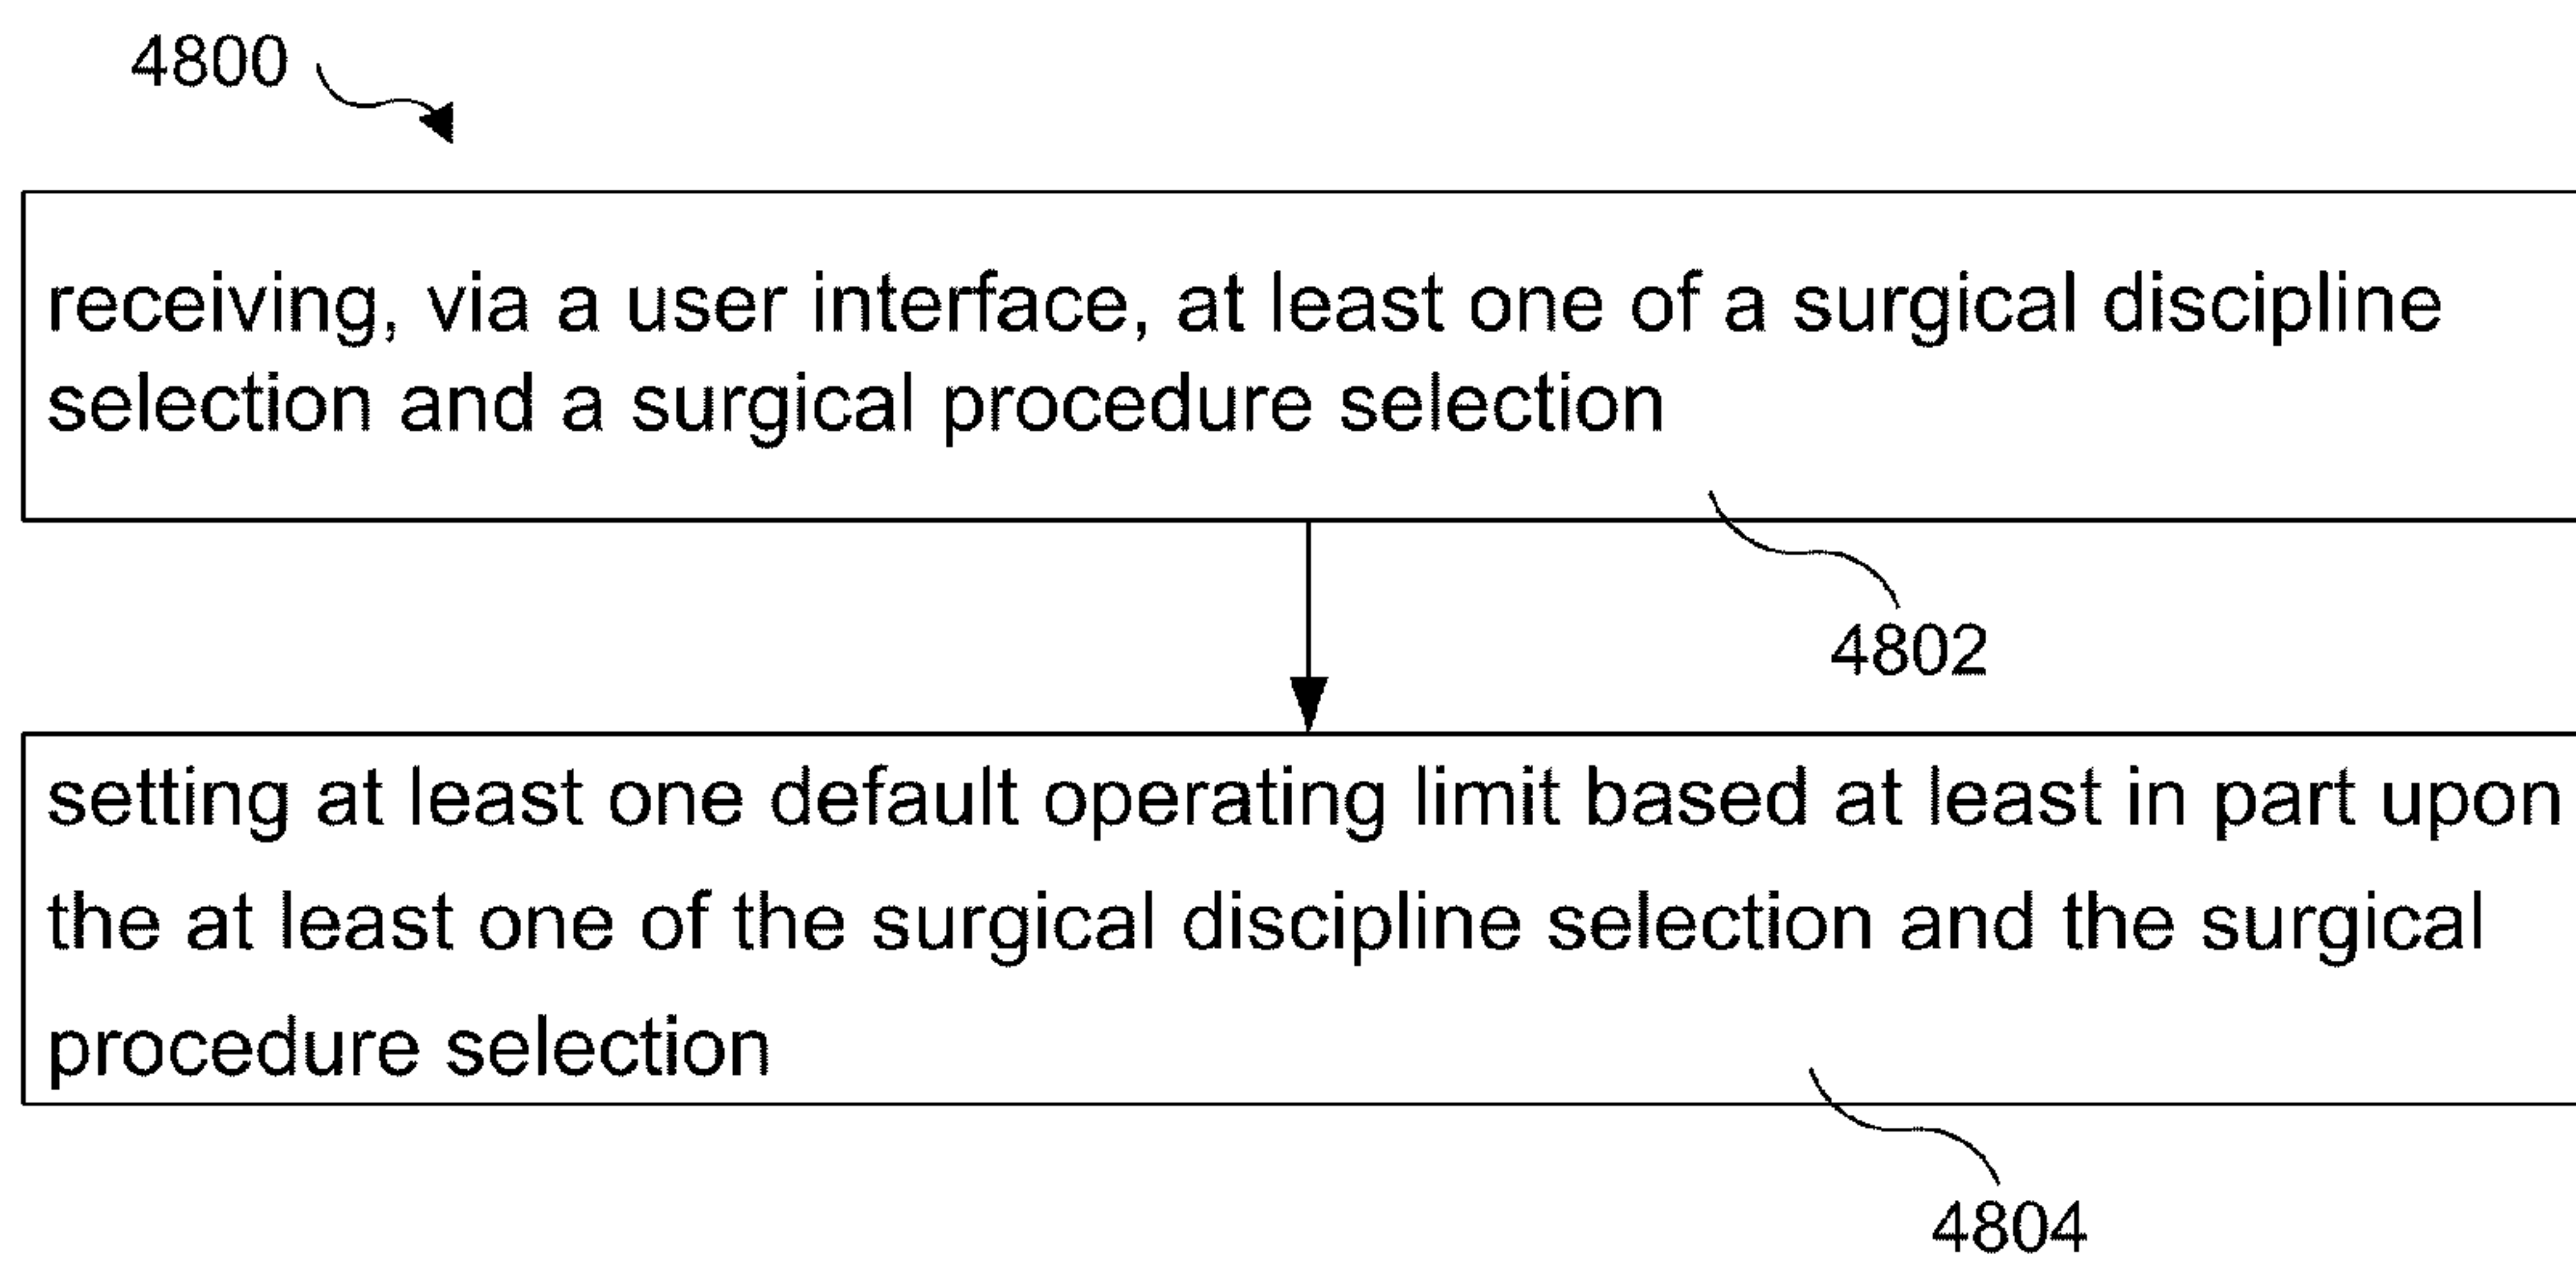 4800
receiving, via a user interface, at least one of a surgical discipline
selection and a surgical procedure selection
4802
setting at least one default operating limit based at least in part upon
the at least one of the surgical discipline selection and the surgical
procedure selection
4804